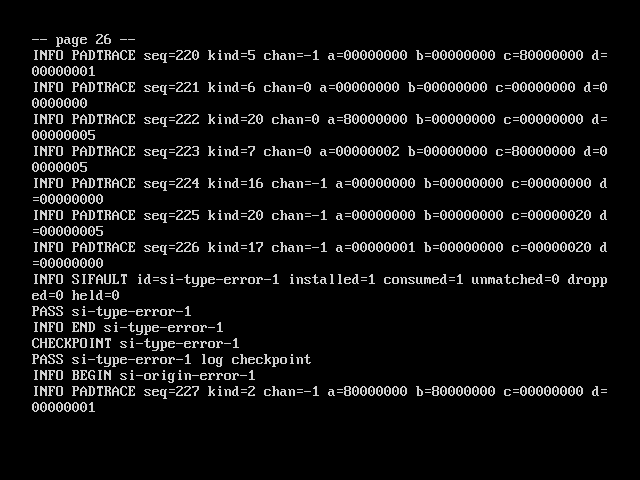 -- page 26 --
INFO PADTRACE seq=220 kind=5 chan=-1 a=00000000 b=00000000 c=80000000 d=
00000001
INFO PADTRACE seq=221 kind=6 chan=0 a=00000000 b=00000000 c=00000000 d=0
0000000
INFO PADTRACE seq=222 kind=20 chan=0 a=80000000 b=00000000 c=00000000 d=
00000005
INFO PADTRACE seq=223 kind=7 chan=0 a=00000002 b=00000000 c=80000000 d=0
0000005
INFO PADTRACE seq=224 kind=16 chan=-1 a=00000000 b=00000000 c=00000000 d
=00000000
INFO PADTRACE seq=225 kind=20 chan=-1 a=00000000 b=00000000 c=00000020 d
=00000005
INFO PADTRACE seq=226 kind=17 chan=-1 a=00000001 b=00000000 c=00000020 d
=00000000
INFO SIFAULT id=si-type-error-1 installed=1 consumed=1 unmatched=0 dropp
ed=0 held=0
PASS si-type-error-1
INFO END si-type-error-1
CHECKPOINT si-type-error-1
PASS si-type-error-1 log checkpoint
INFO BEGIN si-origin-error-1
INFO PADTRACE seq=227 kind=2 chan=-1 a=80000000 b=80000000 c=00000000 d=
00000001